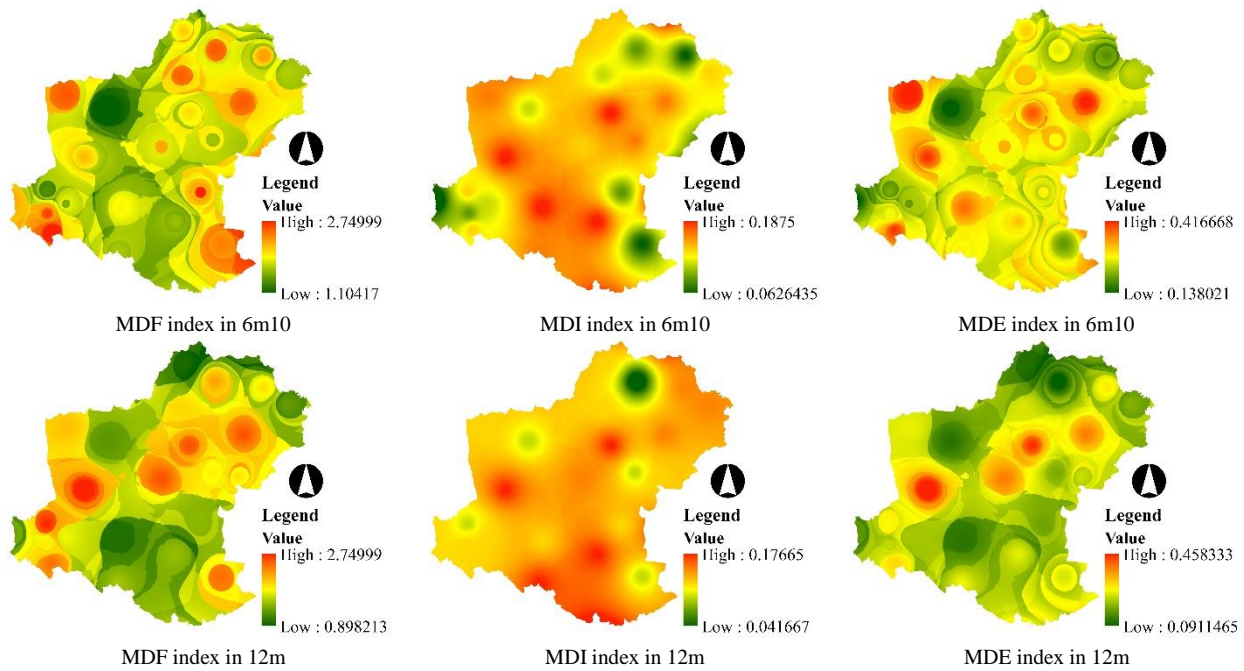 Legend
Value
High : 2.74999
Low : 1.10417
MDF index in 6m10
Legend
Value
High : 0.1875
Low : 0.0626435
MDI index in 6m10
Legend
Value
High : 0.416668
Low : 0.138021
MDE index in 6m10
Legend
Value
High : 2.74999
Low : 0.898213
MDF index in 12m
Legend
Value
High : 0.17665
Low : 0.041667
MDI index in 12m
Legend
Value
High : 0.458333
Low : 0.0911465
MDE index in 12m